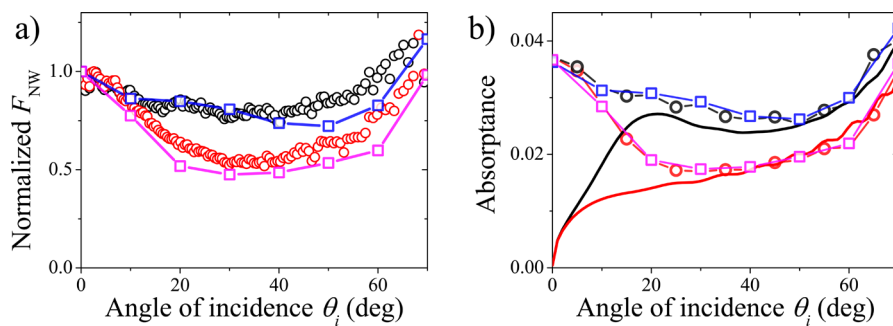 a)
Normalized F_NW
1.0
0.5
0.0
0
20
40
60
Angle of incidence θ_i (deg)
b)
Absorptance
0.04
0.02
0.00
0
20
40
60
Angle of incidence θ_i (deg)